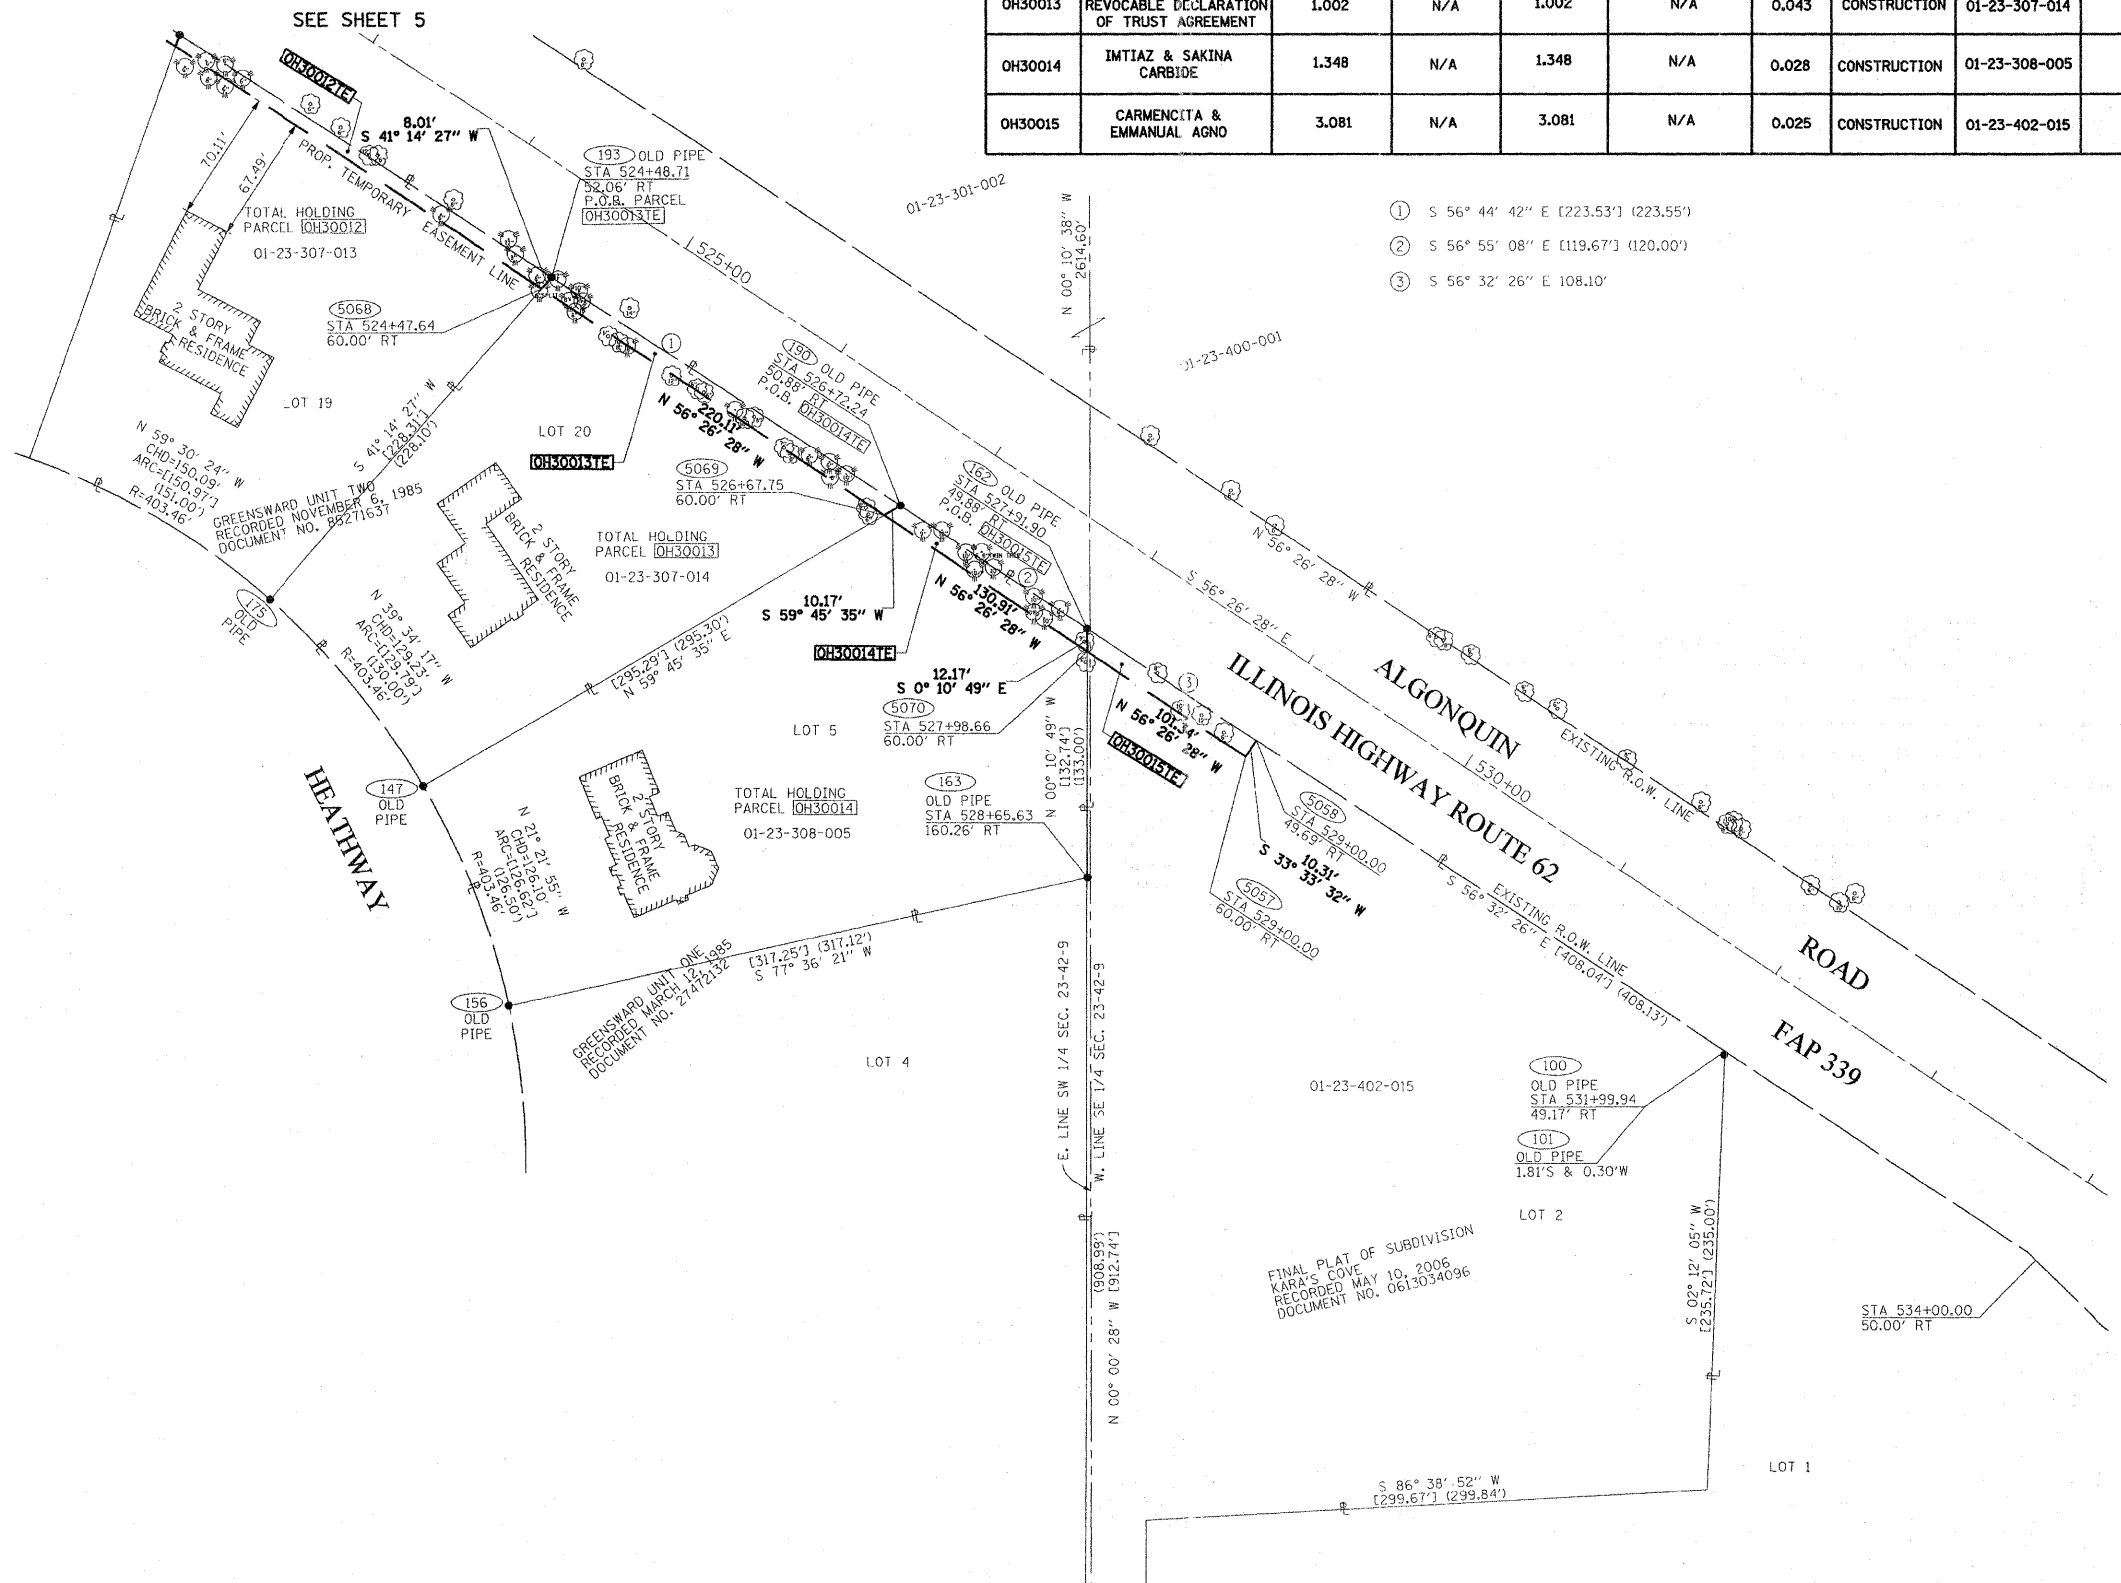 SEE SHEET 5
OH30013
REVOCABLE DECLARATION
OF TRUST AGREEMENT
1.002
N/A
1.002
N/A
0.043
CONSTRUCTION
01-23-307-014
OH30014
IMTIAZ & SAKINA
CARBIDE
1.348
N/A
1.348
N/A
0.028
CONSTRUCTION
01-23-308-005
OH30015
CARMENCITA &
EMMANUAL AGNO
3.081
N/A
3.081
N/A
0.025
CONSTRUCTION
01-23-402-015
① S 56° 44' 42" E [223.53'] (223.55')
② S 56° 55' 08" E [119.67'] (120.00')
③ S 56° 32' 26" E 108.10'
OH30012TE
8.01'
S 41° 14' 27" W
70.11'
67.49'
PROP. TEMPORARY
EASEMENT LINE
193 OLD PIPE
STA 524+48.71
52.06' RT
P.O.B. PARCEL
OH30013TE
01-23-301-002
525+00
N 00° 10' 38" W
2614.60'
01-23-400-001
TOTAL HOLDING
PARCEL OH30012
01-23-307-013
2 STORY
BRICK & FRAME
RESIDENCE
5068
STA 524+47.64
60.00' RT
①
190 OLD PIPE
STA 526+72.24
50.88' RT
P.O.B. OH30014TE
LOT 19
S 41° 14' 27" W
[228.31']
(228.10')
N 59° 30' 24" W
CHD=150.09'
ARC=[150.97']
(151.00')
R=403.46'
GREENSWARD UNIT TWO
RECORDED NOVEMBER 6, 1985
DOCUMENT NO. 85271637
LOT 20
OH30013TE
220.11'
N 56° 26' 28" W
5069
STA 526+67.75
60.00' RT
162 OLD PIPE
STA 527+91.90
49.88' RT
P.O.B. OH30015TE
2 STORY
BRICK & FRAME
RESIDENCE
TOTAL HOLDING
PARCEL OH30013
01-23-307-014
②
130.91'
N 56° 26' 28" W
10.17'
S 59° 45' 35" W
OH30014TE
S 56° 26' 28" E
N 56° 26' 28" W
175
OLD
PIPE
N 39° 34' 17" W
CHD=129.23'
ARC=[129.79']
(130.00')
R=403.46'
[295.29'] (295.30')
N 59° 45' 35" E
12.17'
S 0° 10' 49" E
5070
STA 527+98.66
60.00' RT
N 00° 10' 49" W
[132.74']
(133.00')
③
101.34'
N 56° 26' 28" W
OH30015TE
ILLINOIS HIGHWAY ROUTE 62
ALGONQUIN
EXISTING R.O.W. LINE
530+00
HEATHWAY
147
OLD
PIPE
LOT 5
2 STORY
BRICK & FRAME
RESIDENCE
TOTAL HOLDING
PARCEL OH30014
01-23-308-005
163
OLD PIPE
STA 528+65.63
160.26' RT
5058
STA 529+00.00
49.69' RT
10.31'
S 33° 33' 32" W
5057
STA 529+00.00
60.00' RT
N 21° 21' 55" W
CHD=126.10'
ARC=[126.62']
(126.50')
R=403.46'
EXISTING R.O.W. LINE
S 56° 32' 26" E [408.04'] (408.13')
ROAD
FAP 339
156
OLD
PIPE
[317.25'] (317.12')
S 77° 36' 21" W
GREENSWARD UNIT ONE
RECORDED MARCH 12, 1985
DOCUMENT NO. 27472132
LOT 4
E. LINE SW 1/4 SEC. 23-42-9
W. LINE SE 1/4 SEC. 23-42-9
01-23-402-015
100
OLD PIPE
STA 531+99.94
49.17' RT
101
OLD PIPE
1.81'S & 0.30'W
LOT 2
FINAL PLAT OF SUBDIVISION
KARA'S COVE
RECORDED MAY 10, 2006
DOCUMENT NO. 0613034096
(908.99')
N 00° 00' 28" W [912.74']
S 02° 12' 05" W
[235.72'] (235.00')
STA 534+00.00
50.00' RT
LOT 1
S 86° 38' 52" W
[299.67'] (299.84')